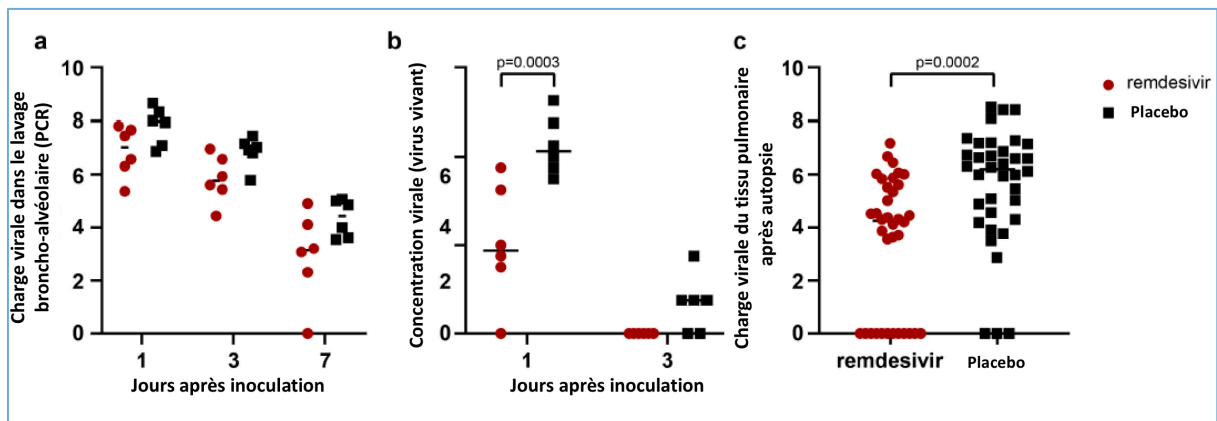 a
Charge virale dans le lavage
broncho-alvéolaire (PCR)
10
8
6
4
2
0
1
3
7
Jours après inoculation
b
p=0.0003
Concentration virale (virus vivant)
6
2
0
1
3
Jours après inoculation
c
p=0.0002
Charge virale du tissu pulmonaire
après autopsie
10
8
6
4
2
0
remdesivir
Placebo
remdesivir
Placebo